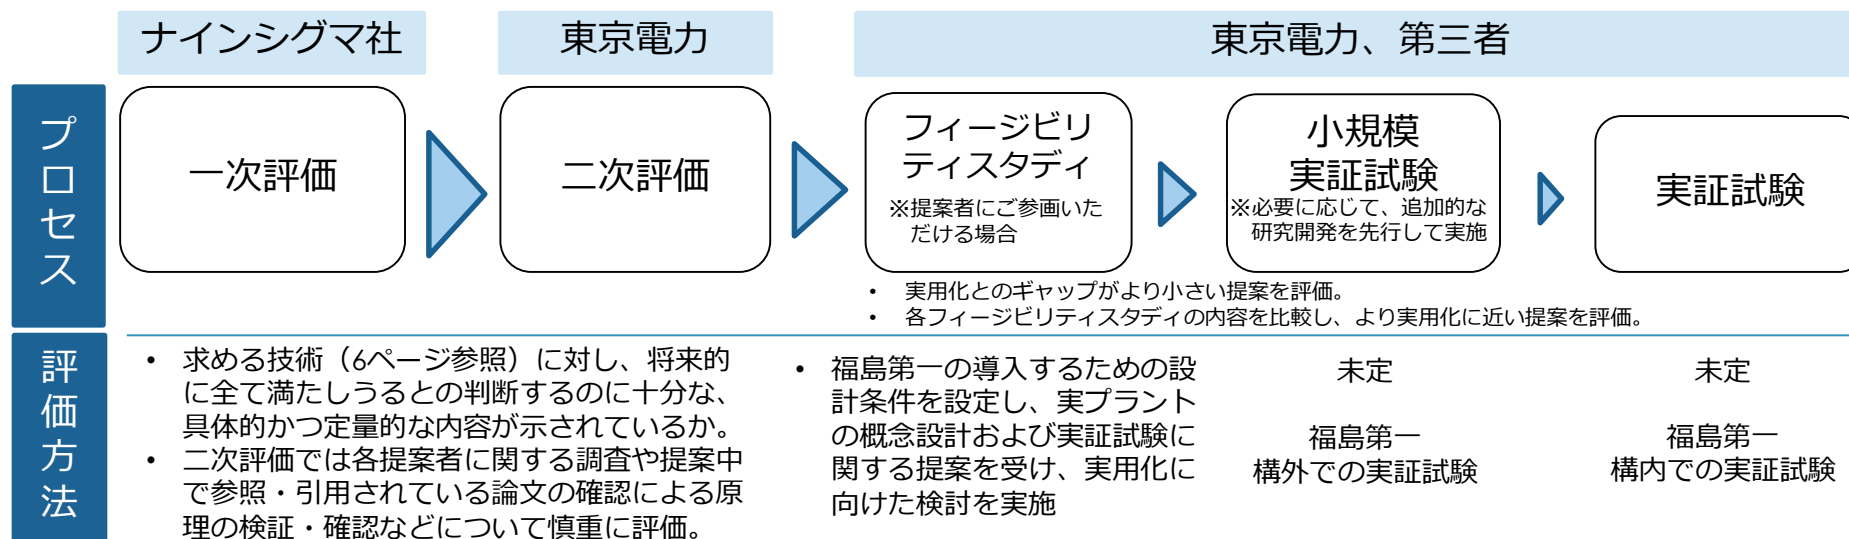 ナインシグマ社
東京電力
東京電力、第三者
プロセス
一次評価
二次評価
フィージビリ
ティスタディ
※提案者にご参画いた
だける場合
小規模
実証試験
※必要に応じて、追加的な
研究開発を先行して実施
実証試験
• 実用化とのギャップがより小さい提案を評価。
• 各フィージビリティスタディの内容を比較し、より実用化に近い提案を評価。
評価方法
• 求める技術（6ページ参照）に対し、将来的
に全て満たしうるとの判断するのに十分な、
具体的かつ定量的な内容が示されているか。
• 二次評価では各提案者に関する調査や提案中
で参照・引用されている論文の確認による原
理の検証・確認などについて慎重に評価。
• 福島第一の導入するための設
計条件を設定し、実プラント
の概念設計および実証試験に
関する提案を受け、実用化に
向けた検討を実施
未定
福島第一
構外での実証試験
未定
福島第一
構内での実証試験